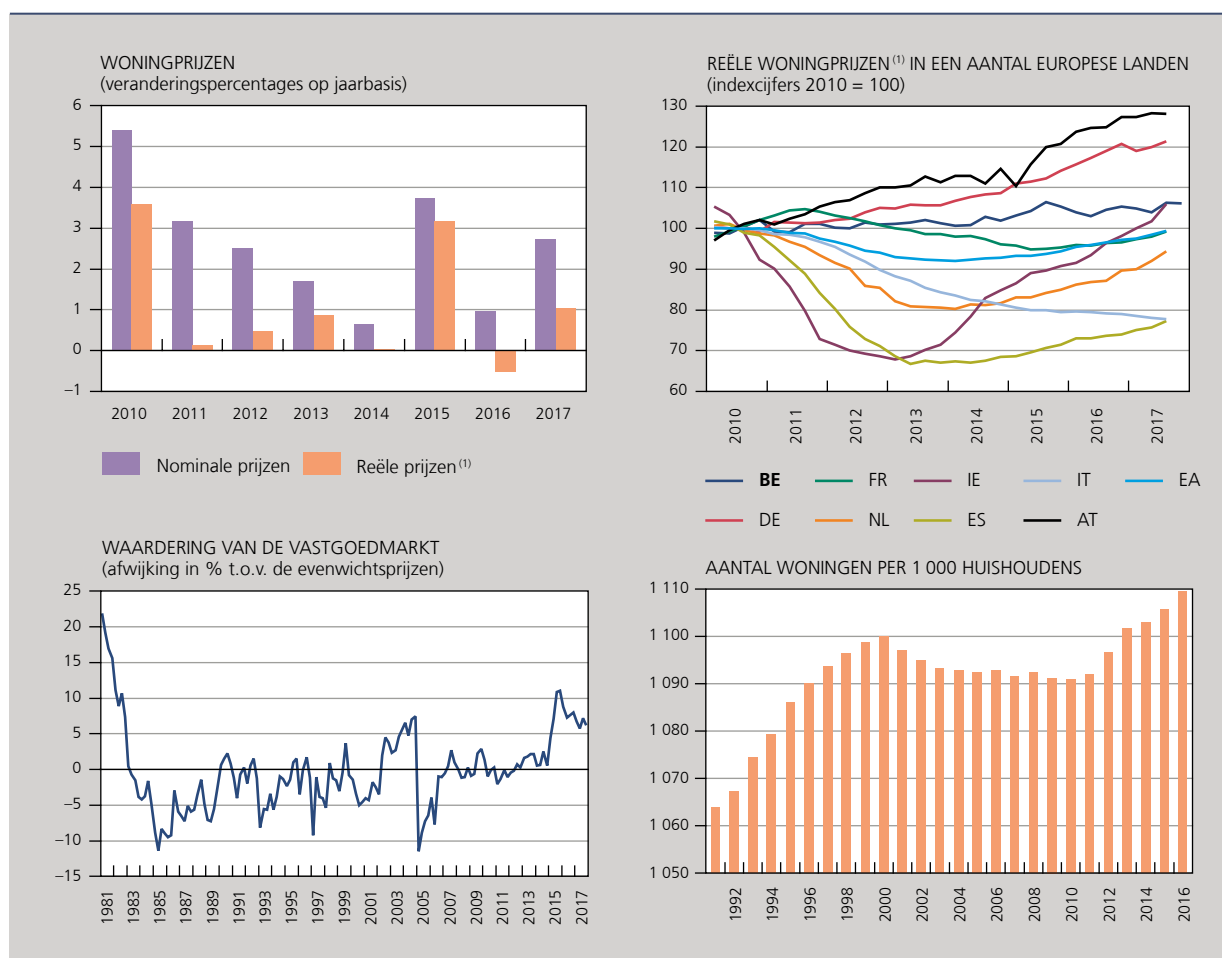 WONINGPRIJZEN
(veranderingspercentages op jaarbasis)
6
5
4
3
2
1
0
−1
2010 2011 2012 2013 2014 2015 2016 2017
Nominale prijzen Reële prijzen (1)
REËLE WONINGPRIJZEN (1) IN EEN AANTAL EUROPESE LANDEN
(indexcijfers 2010 = 100)
130
120
110
100
90
80
70
60
2010 2011 2012 2013 2014 2015 2016 2017
BE FR IE IT EA
DE NL ES AT
WAARDERING VAN DE VASTGOEDMARKT
(afwijking in % t.o.v. de evenwichtsprijzen)
25
20
15
10
5
0
−5
−10
−15
1981 1983 1985 1987 1989 1991 1993 1995 1997 1999 2001 2003 2005 2007 2009 2011 2013 2015 2017
AANTAL WONINGEN PER 1 000 HUISHOUDENS
1 110
1 100
1 090
1 080
1 070
1 060
1 050
1992 1994 1996 1998 2000 2002 2004 2006 2008 2010 2012 2014 2016